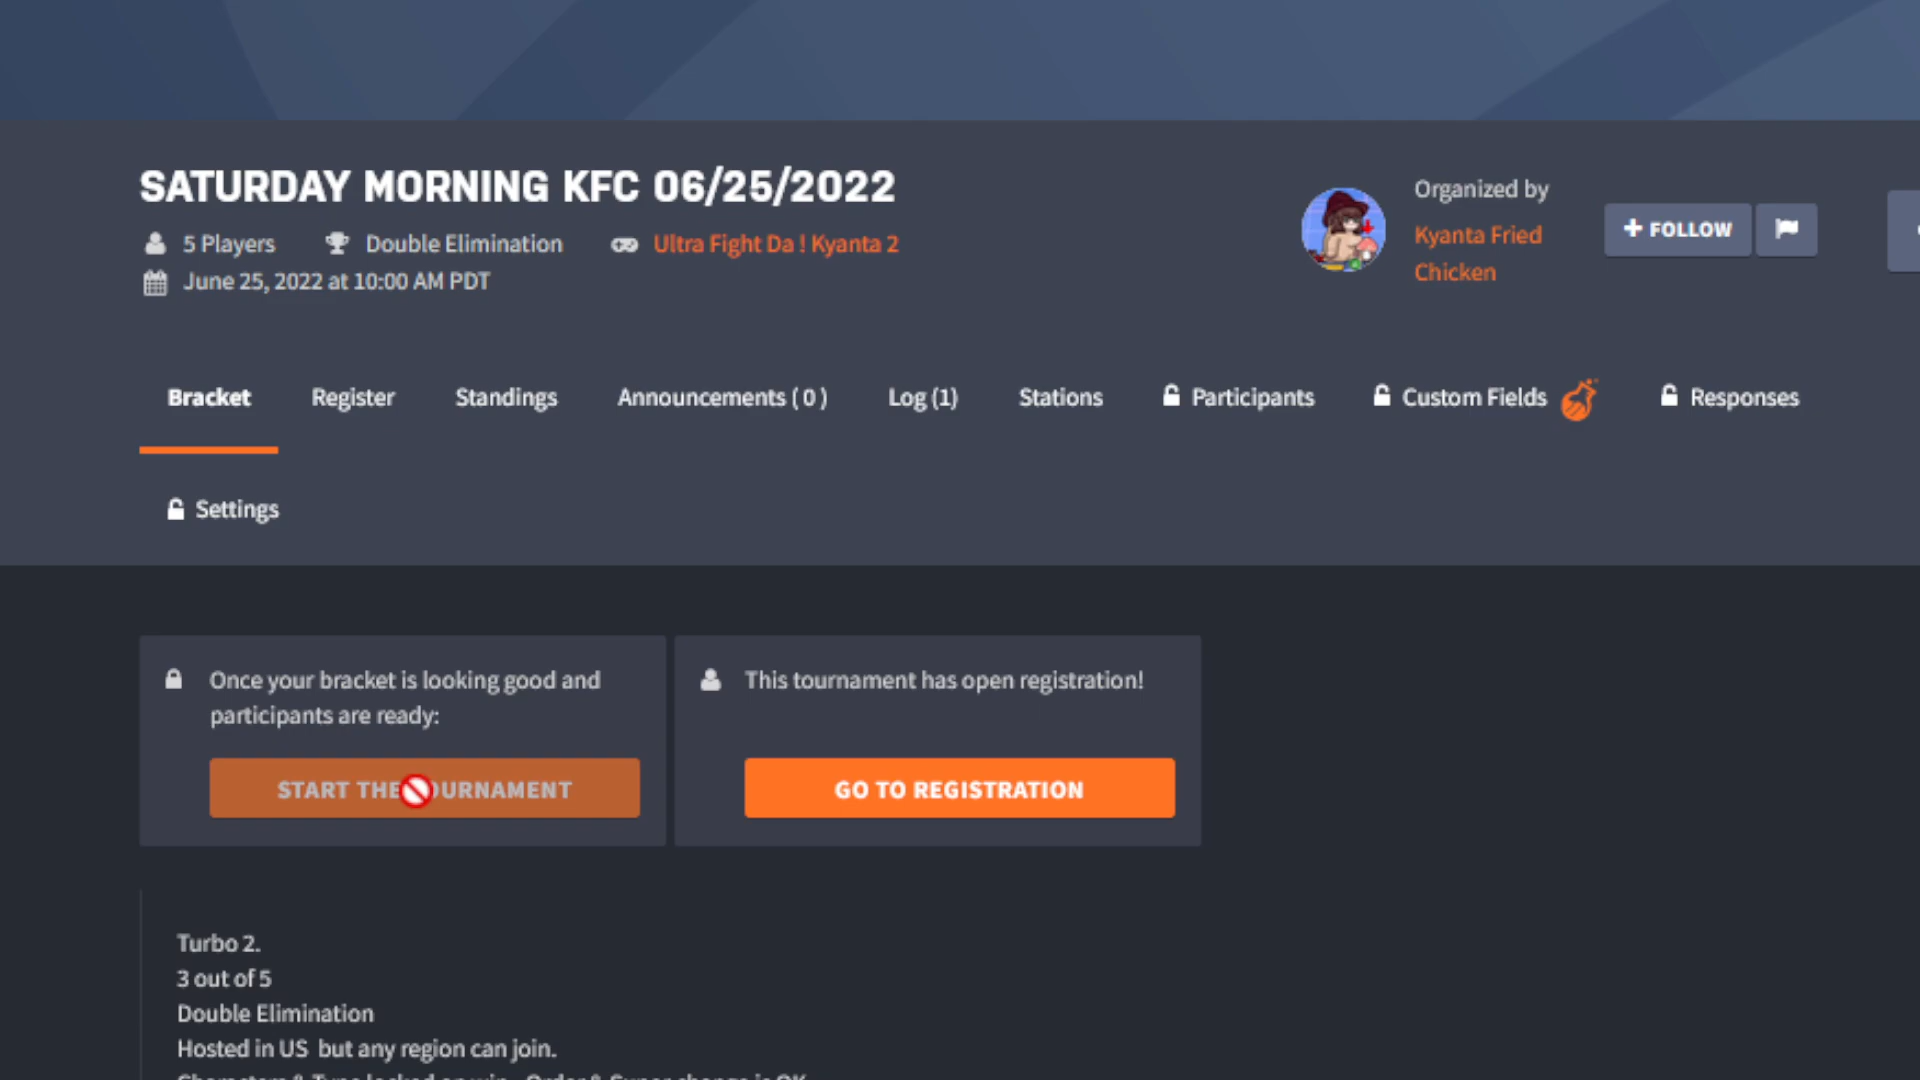 SATURDAY MORNING KFC 06/25/2022
5 Players Double Elimination Ultra Fight Da ! Kyanta 2
June 25, 2022 at 10:00 AM PDT
Organized by
Kyanta Fried
Chicken
+ FOLLOW
Bracket Register Standings Announcements ( 0 ) Log (1) Stations Participants Custom Fields Responses
Settings
Once your bracket is looking good and
participants are ready:
START THE OURNAMENT
This tournament has open registration!
GO TO REGISTRATION
Turbo 2.
3 out of 5
Double Elimination
Hosted in US but any region can join.